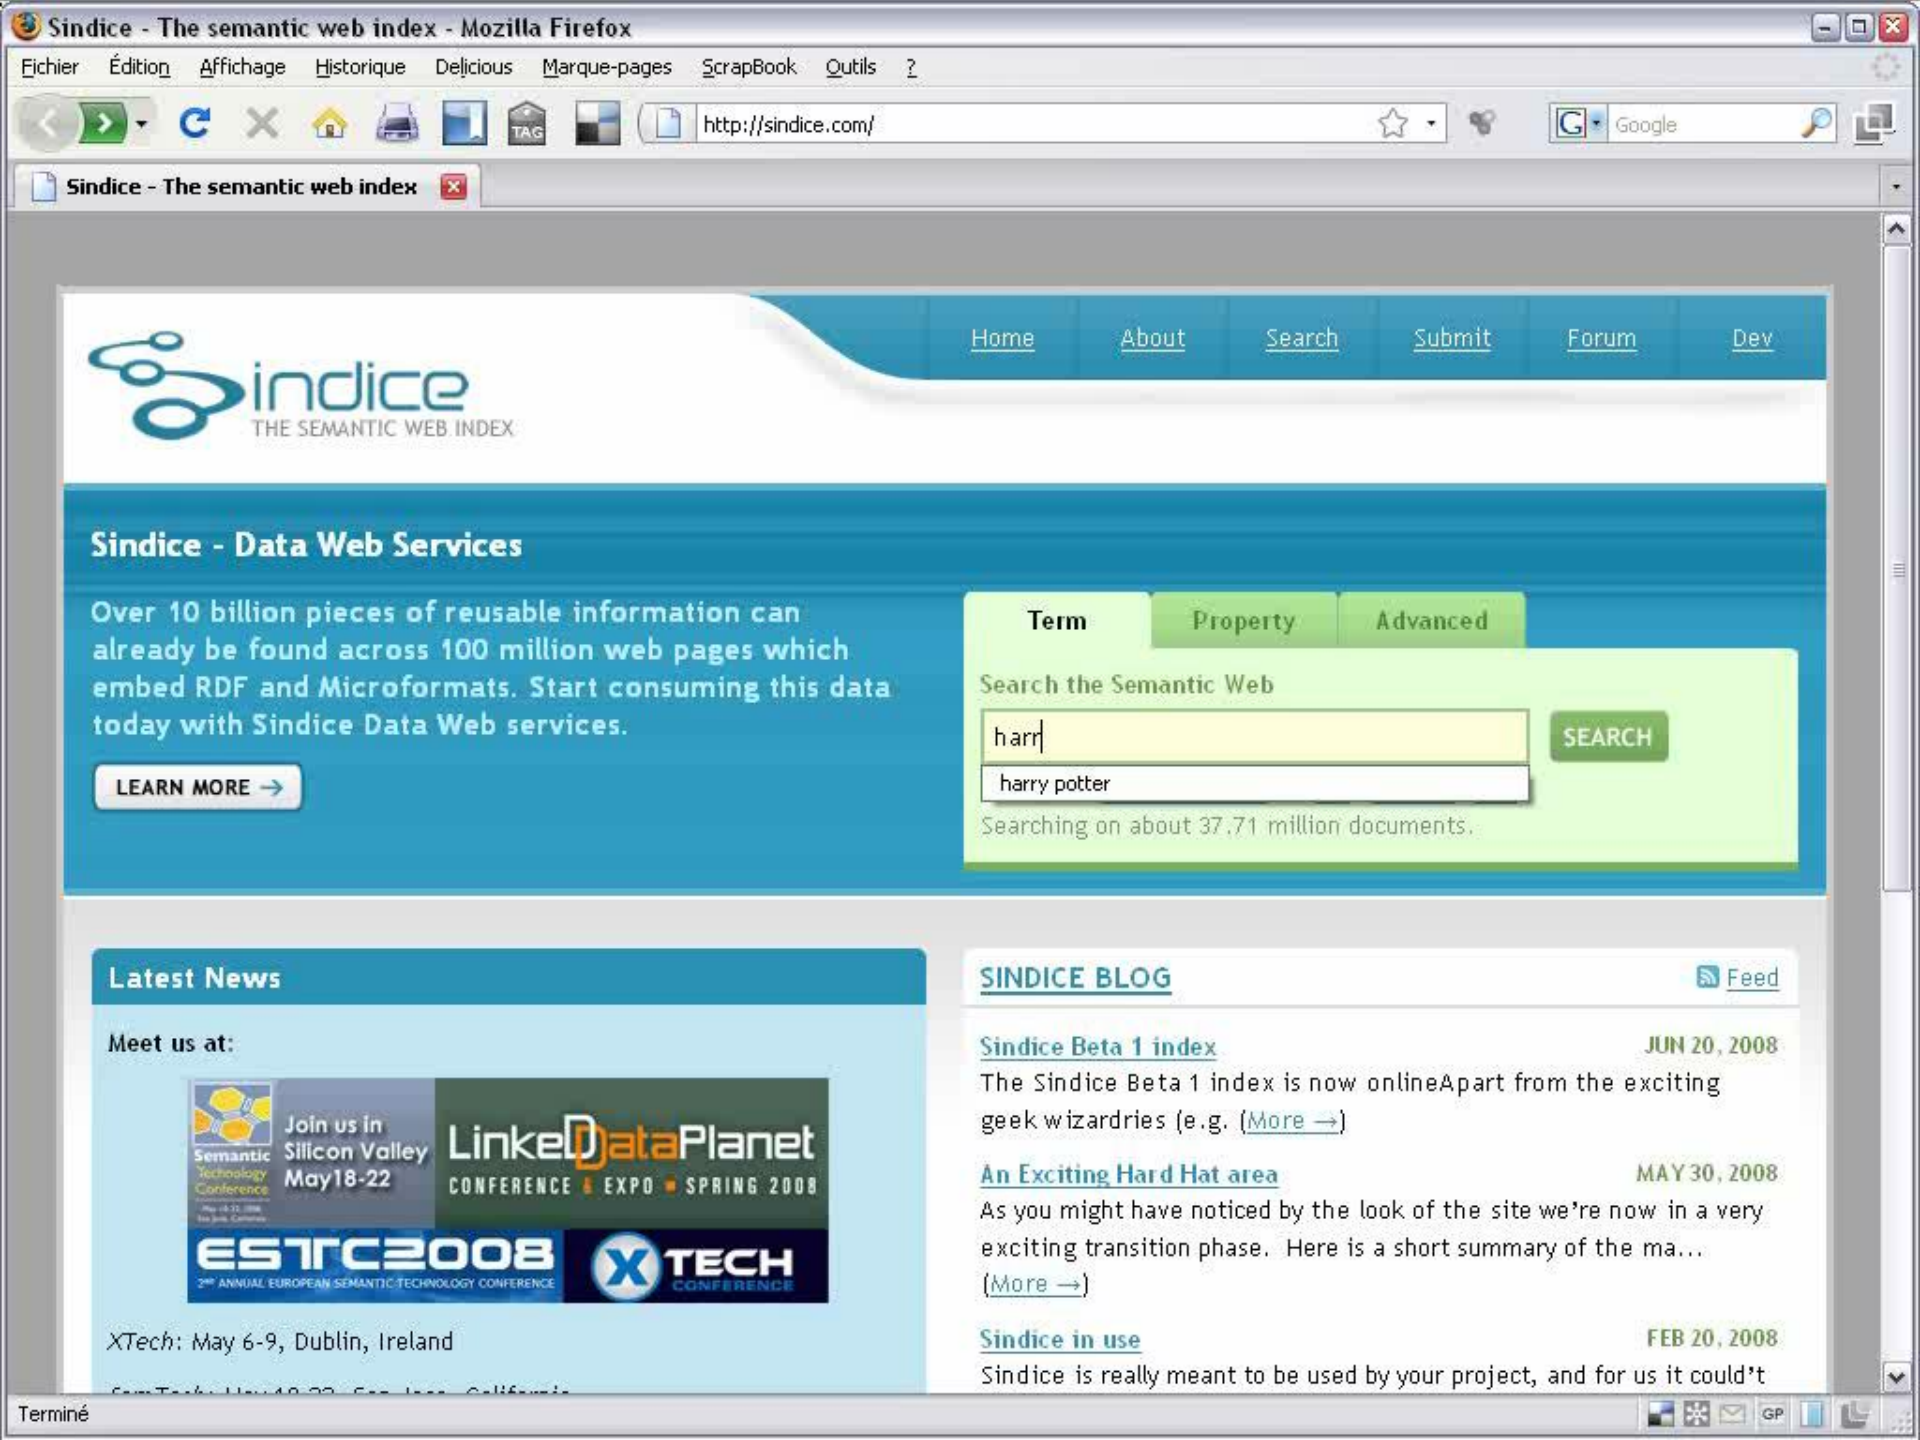 Sindice - The semantic web index - Mozilla Firefox
Fichier Édition Affichage Historique Delicious Marque-pages ScrapBook Outils ?
TAG http://sindice.com/ G Google
Sindice - The semantic web index
Home About Search Submit Forum Dev
Sindice
THE SEMANTIC WEB INDEX
Sindice - Data Web Services
Over 10 billion pieces of reusable information can
already be found across 100 million web pages which
embed RDF and Microformats. Start consuming this data
today with Sindice Data Web services.
LEARN MORE →
Term Property Advanced
Search the Semantic Web
harr SEARCH
harry potter
Searching on about 37.71 million documents.
Latest News
Meet us at:
Semantic
Technology
Conference
Join us in
Silicon Valley
May18-22
LinkedDataPlanet
CONFERENCE & EXPO SPRING 2008
ESTC2008
2ND ANNUAL EUROPEAN SEMANTIC TECHNOLOGY CONFERENCE
X TECH
CONFERENCE
XTech: May 6-9, Dublin, Ireland
SINDICE BLOG Feed
Sindice Beta 1 index JUN 20, 2008
The Sindice Beta 1 index is now onlineApart from the exciting
geek wizardries (e.g. (More →)
An Exciting Hard Hat area MAY 30, 2008
As you might have noticed by the look of the site we're now in a very
exciting transition phase. Here is a short summary of the ma...
(More →)
Sindice in use FEB 20, 2008
Sindice is really meant to be used by your project, and for us it could't
Terminé GP